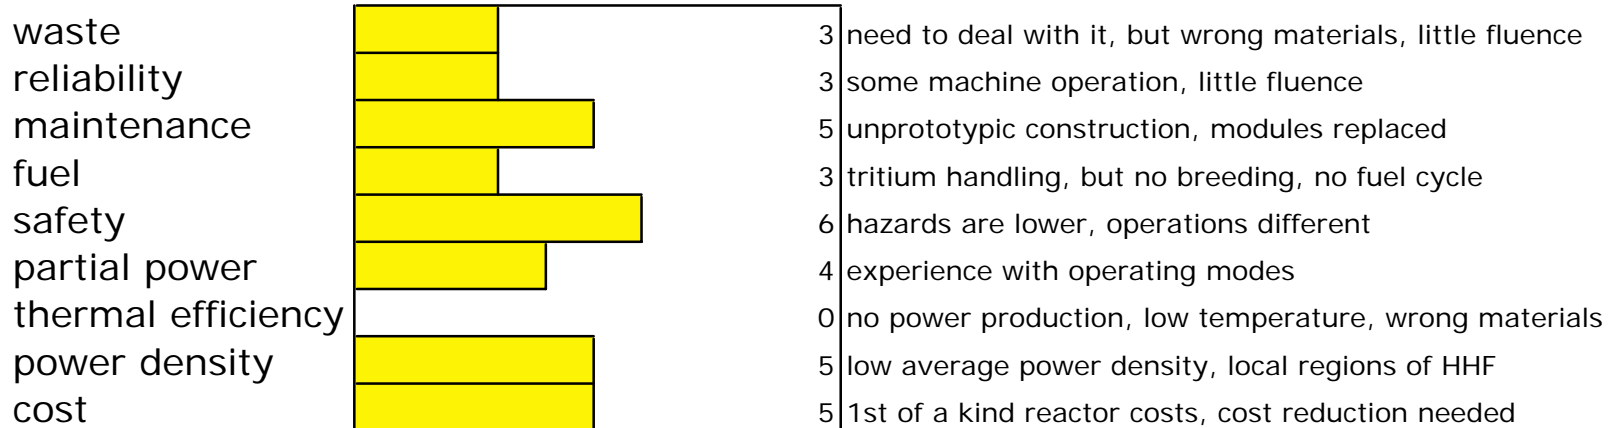 waste 3 need to deal with it, but wrong materials, little fluence
reliability 3 some machine operation, little fluence
maintenance 5 unprototypic construction, modules replaced
fuel 3 tritium handling, but no breeding, no fuel cycle
safety 6 hazards are lower, operations different
partial power 4 experience with operating modes
thermal efficiency 0 no power production, low temperature, wrong materials
power density 5 low average power density, local regions of HHF
cost 5 1st of a kind reactor costs, cost reduction needed